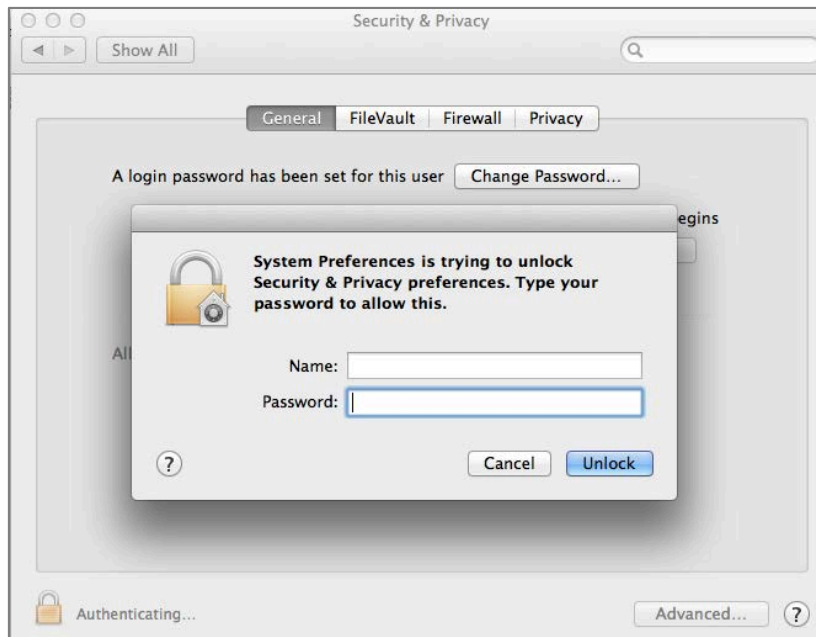 Security & Privacy
Show All
General FileVault Firewall Privacy
A login password has been set for this user Change Password...
egins
System Preferences is trying to unlock
Security & Privacy preferences. Type your
password to allow this.
All
Name:
Password:
? Cancel Unlock
Authenticating... Advanced... ?